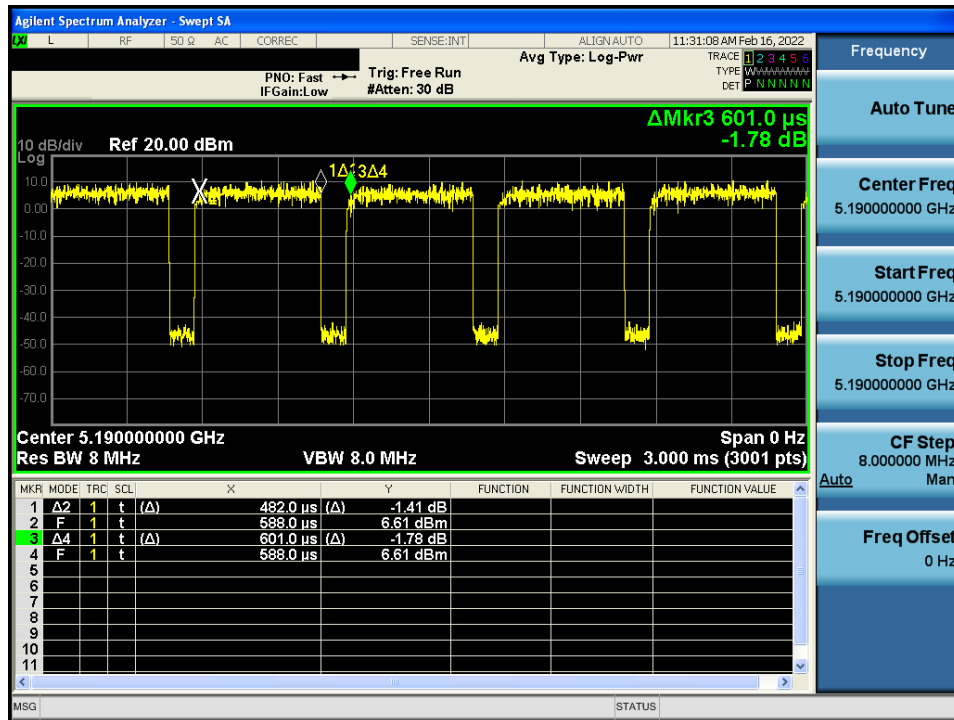 Agilent Spectrum Analyzer - Swept SA
LXI L RF 50 Ω AC CORREC SENSE:INT ALIGN AUTO 11:31:08 AM Feb 16, 2022
Avg Type: Log-Pwr
TRACE 1 2 3 4 5 6
PNO: Fast Trig: Free Run
TYPE W
IFGain:Low #Atten: 30 dB
DET P N N N N N
ΔMkr3 601.0 µs
-1.78 dB
10 dB/div Ref 20.00 dBm
Log
10.0
0.00
-10.0
-20.0
-30.0
-40.0
-50.0
-60.0
-70.0
3Δ4
Center 5.190000000 GHz Span 0 Hz
Res BW 8 MHz VBW 8.0 MHz Sweep 3.000 ms (3001 pts)
MKR MODE TRC SCL X Y FUNCTION FUNCTION WIDTH FUNCTION VALUE
1 Δ2 1 t (Δ) 482.0 µs (Δ) -1.41 dB
2 F 1 t 588.0 µs 6.61 dBm
3 Δ4 1 t (Δ) 601.0 µs (Δ) -1.78 dB
4 F 1 t 588.0 µs 6.61 dBm
5
6
7
8
9
10
11
MSG STATUS
Frequency
Auto Tune
Center Freq
5.190000000 GHz
Start Freq
5.190000000 GHz
Stop Freq
5.190000000 GHz
CF Step
8.000000 MHz
Auto Man
Freq Offset
0 Hz